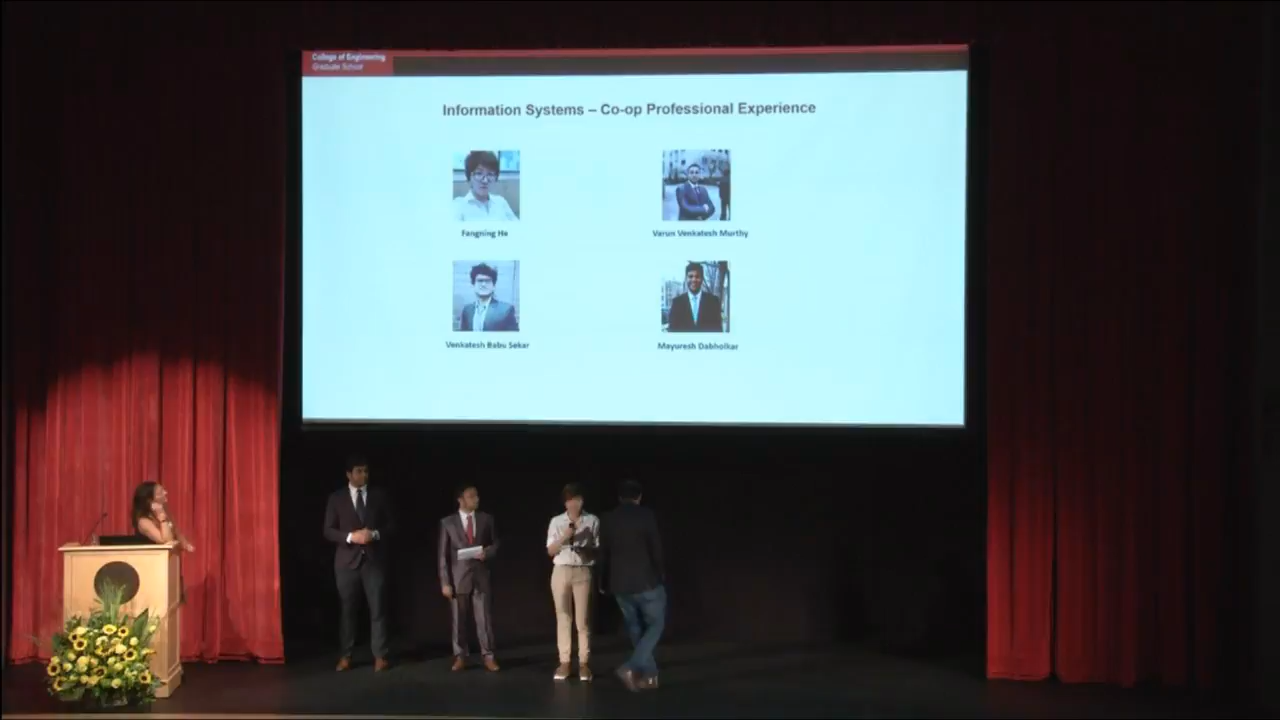 College of Engineering
Graduate School
Information Systems – Co-op Professional Experience
Fangning He
Varun Venkatesh Murthy
Venkatesh Babu Sekar
Mayuresh Dabholkar